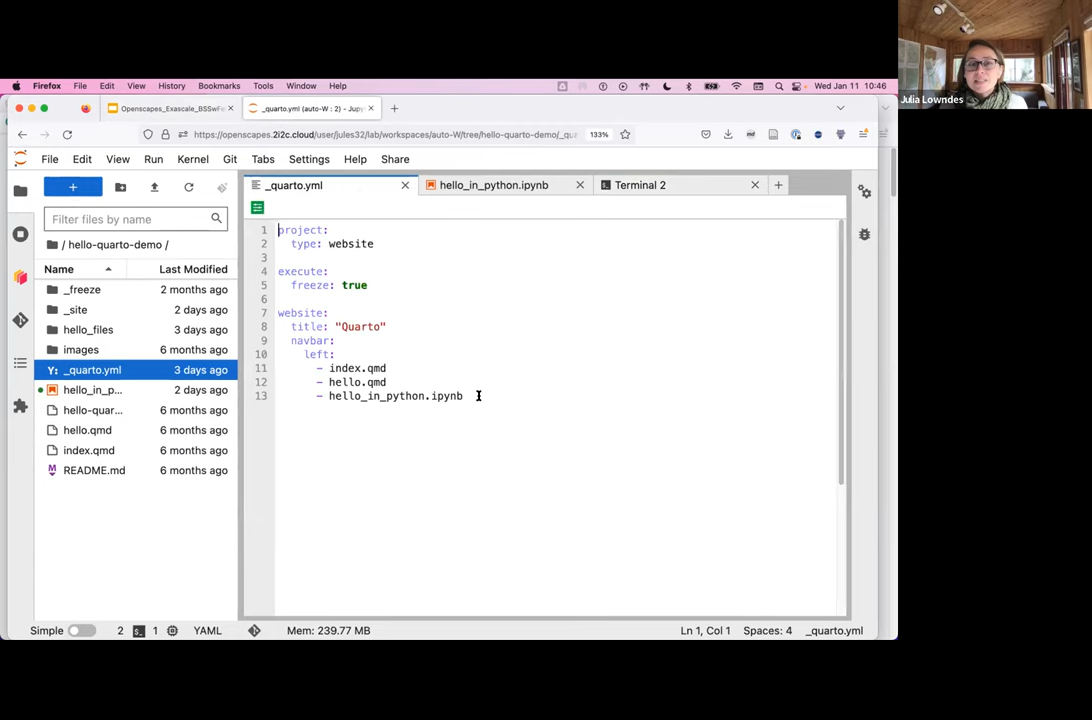 Julia Lowndes
Firefox File Edit View History Bookmarks Tools Window Help Wed Jan 11 10:46
Openscapes_Exascale_BSSwFe
_quarto.yml (auto-W : 2) - Jupy
https://openscapes.2i2c.cloud/user/jules32/lab/workspaces/auto-W/tree/hello-quarto-demo/_qua 133%
File Edit View Run Kernel Git Tabs Settings Help Share
Filter files by name
/ hello-quarto-demo /
Name Last Modified
_freeze 2 months ago
_site 2 days ago
hello_files 3 days ago
images 6 months ago
Y: _quarto.yml 3 days ago
hello_in_p... 2 days ago
hello-quar... 6 months ago
hello.qmd 6 months ago
index.qmd 6 months ago
README.md 6 months ago
_quarto.yml hello_in_python.ipynb Terminal 2
1 project:
2 type: website
3
4 execute:
5 freeze: true
6
7 website:
8 title: "Quarto"
9 navbar:
10 left:
11 - index.qmd
12 - hello.qmd
13 - hello_in_python.ipynb
Simple 2 1 YAML Mem: 239.77 MB Ln 1, Col 1 Spaces: 4 _quarto.yml